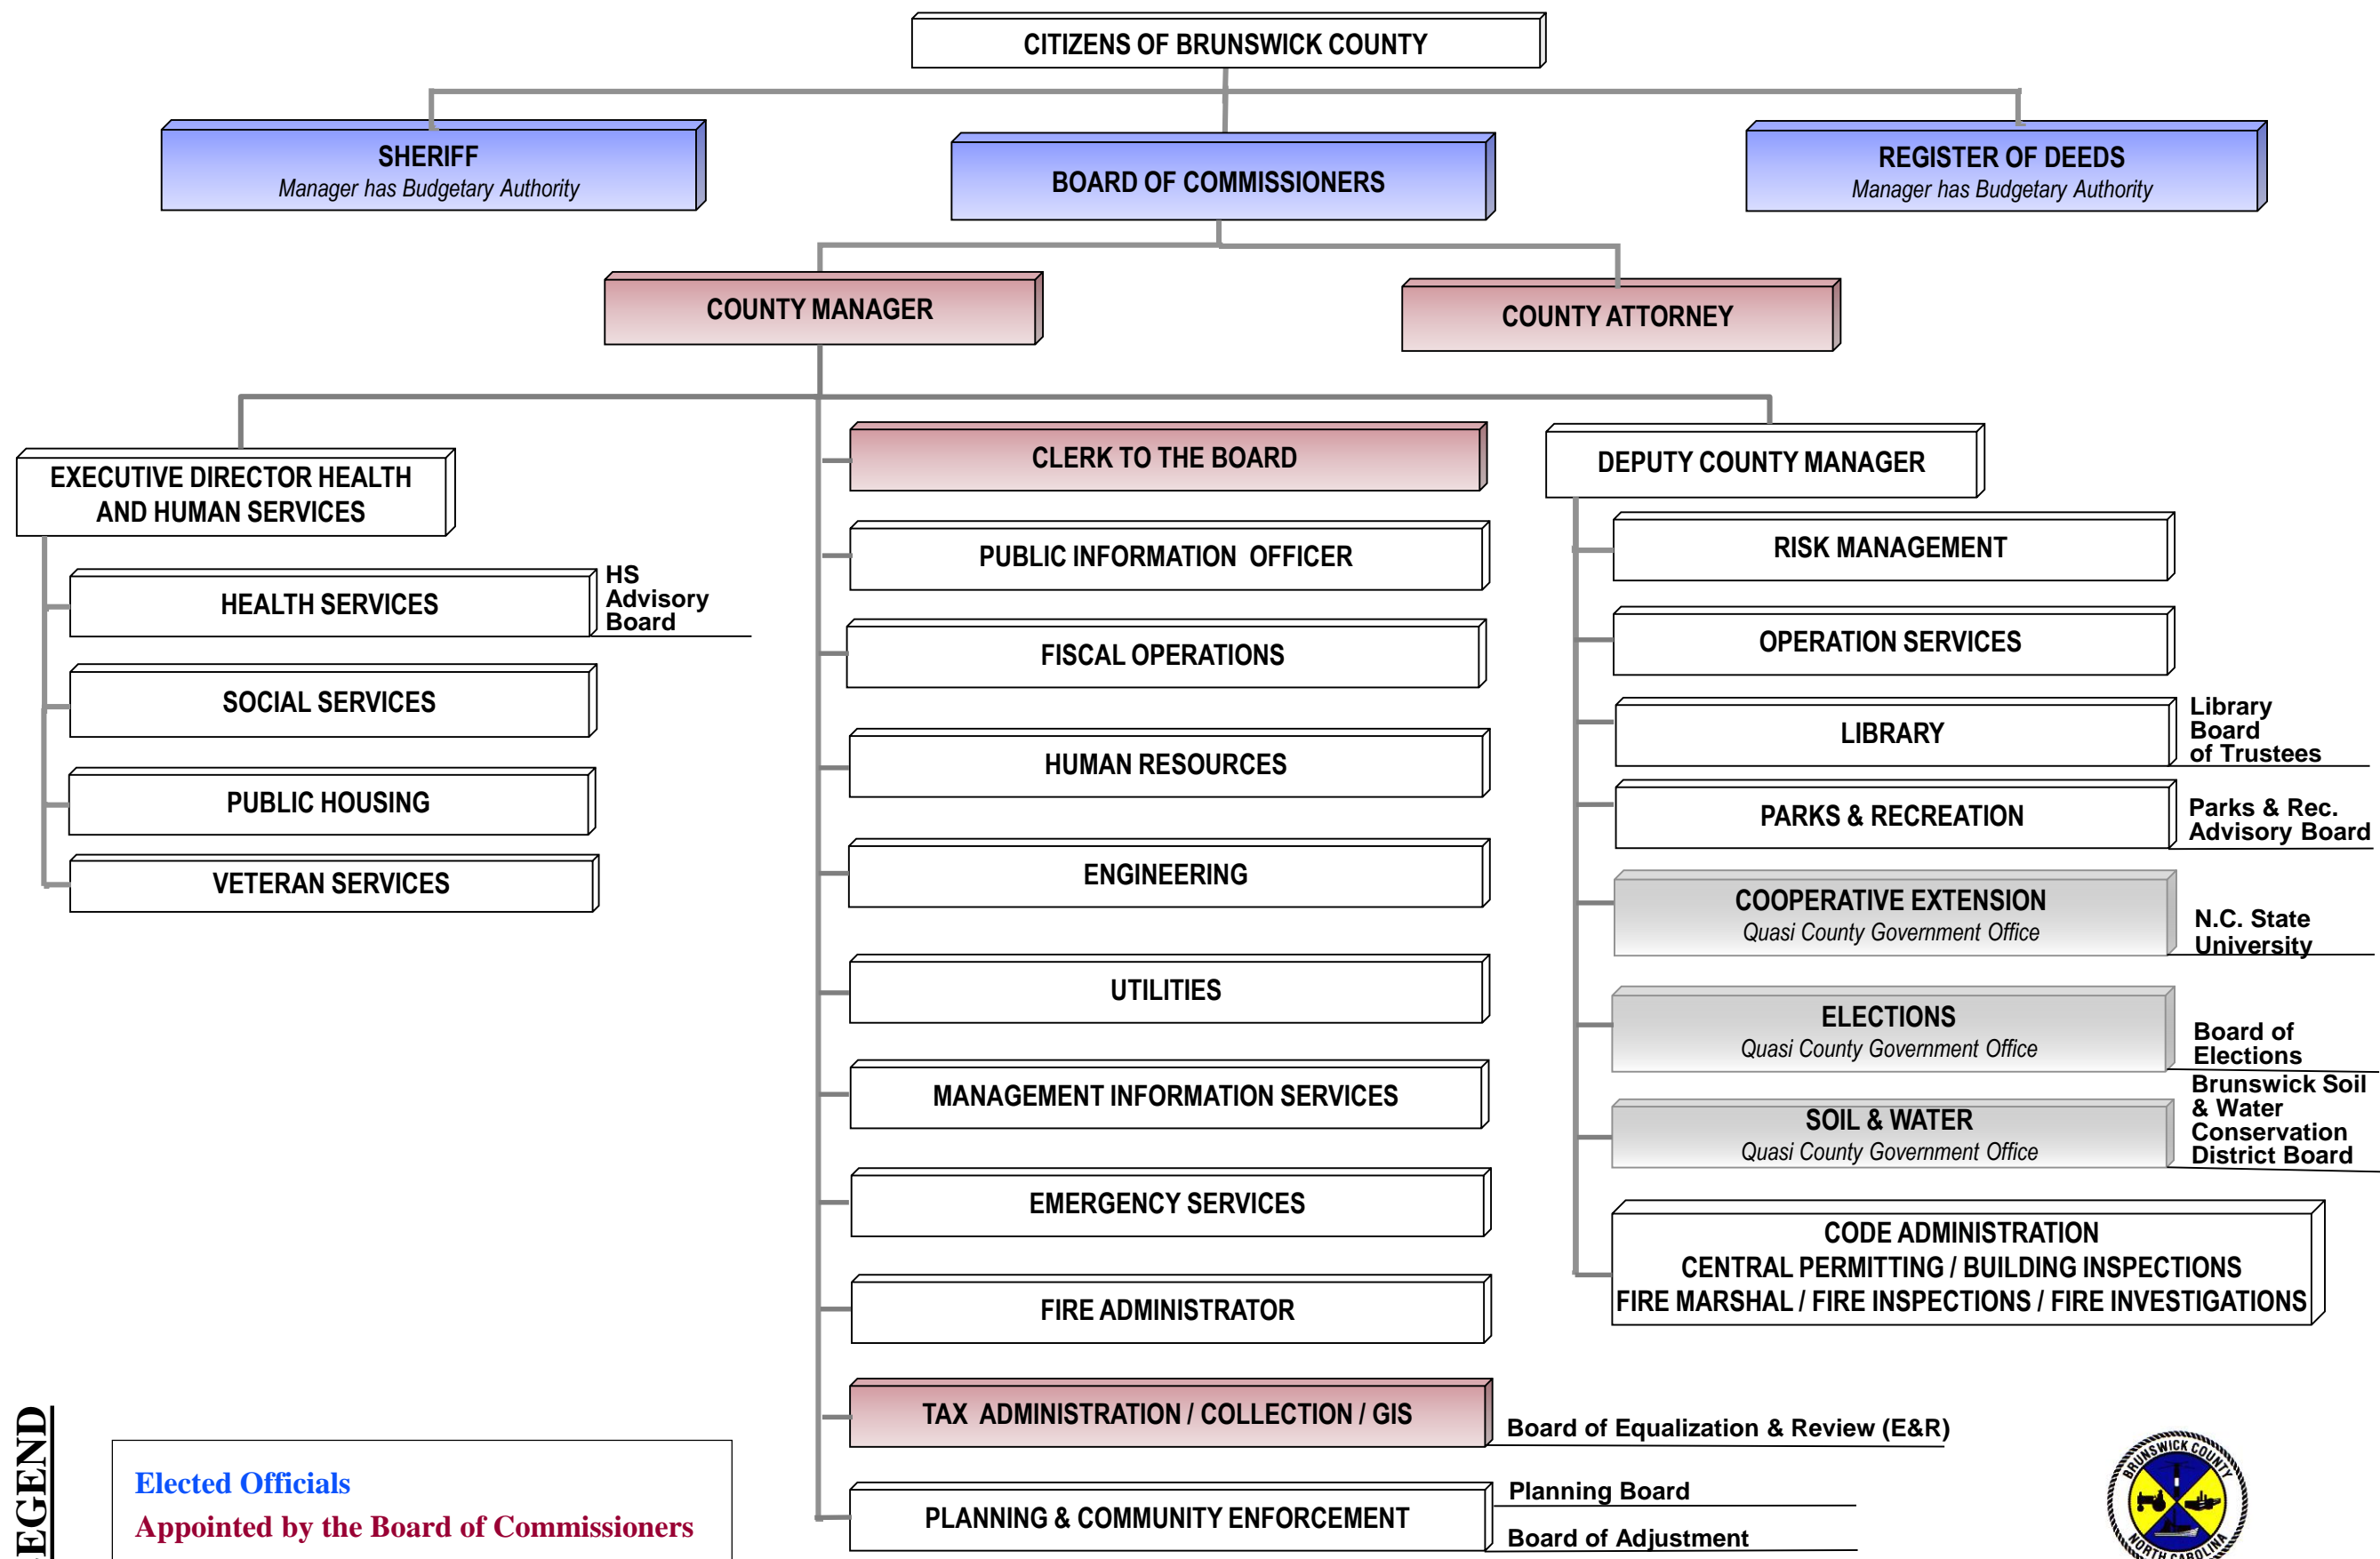 CITIZENS OF BRUNSWICK COUNTY
SHERIFF
Manager has Budgetary Authority
BOARD OF COMMISSIONERS
REGISTER OF DEEDS
Manager has Budgetary Authority
COUNTY MANAGER
COUNTY ATTORNEY
EXECUTIVE DIRECTOR HEALTH
AND HUMAN SERVICES
HEALTH SERVICES
HS
Advisory
Board
SOCIAL SERVICES
PUBLIC HOUSING
VETERAN SERVICES
CLERK TO THE BOARD
PUBLIC INFORMATION OFFICER
FISCAL OPERATIONS
HUMAN RESOURCES
ENGINEERING
UTILITIES
MANAGEMENT INFORMATION SERVICES
EMERGENCY SERVICES
FIRE ADMINISTRATOR
TAX ADMINISTRATION / COLLECTION / GIS
Board of Equalization & Review (E&R)
PLANNING & COMMUNITY ENFORCEMENT
Planning Board
Board of Adjustment
DEPUTY COUNTY MANAGER
RISK MANAGEMENT
OPERATION SERVICES
LIBRARY
Library
Board
of Trustees
PARKS & RECREATION
Parks & Rec.
Advisory Board
COOPERATIVE EXTENSION
Quasi County Government Office
N.C. State
University
ELECTIONS
Quasi County Government Office
Board of
Elections
SOIL & WATER
Quasi County Government Office
Brunswick Soil
& Water
Conservation
District Board
CODE ADMINISTRATION
CENTRAL PERMITTING / BUILDING INSPECTIONS
FIRE MARSHAL / FIRE INSPECTIONS / FIRE INVESTIGATIONS
LEGEND
Elected Officials
Appointed by the Board of Commissioners
BRUNSWICK COUNTY
NORTH CAROLINA